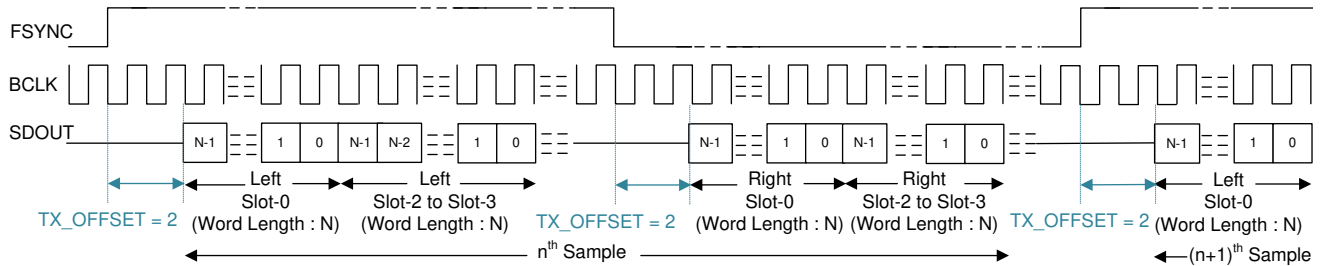 FSYNC
BCLK
SDOUT
N-1 1 0 N-1 N-2 1 0 N-1 1 0 N-1 1 0 N-1 1 0
Left Left Right Right Left
Slot-0 Slot-2 to Slot-3 Slot-0 Slot-2 to Slot-3 Slot-0
TX_OFFSET = 2 (Word Length : N) (Word Length : N) TX_OFFSET = 2 (Word Length : N) (Word Length : N) TX_OFFSET = 2 (Word Length : N)
nth Sample (n+1)th Sample